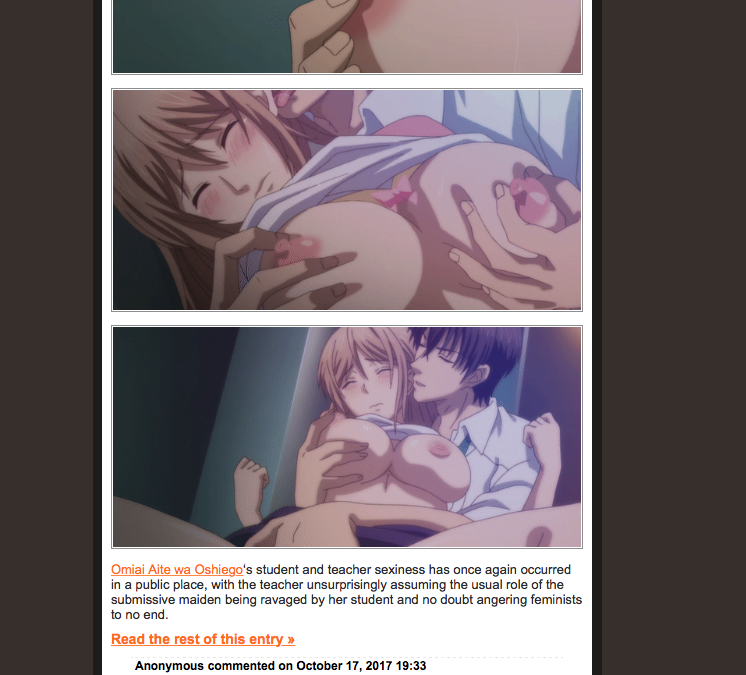 Omiai Aite wa Oshiego's student and teacher sexiness has once again occurred
in a public place, with the teacher unsurprisingly assuming the usual role of the
submissive maiden being ravaged by her student and no doubt angering feminists
to no end.
Read the rest of this entry »
Anonymous commented on October 17, 2017 19:33